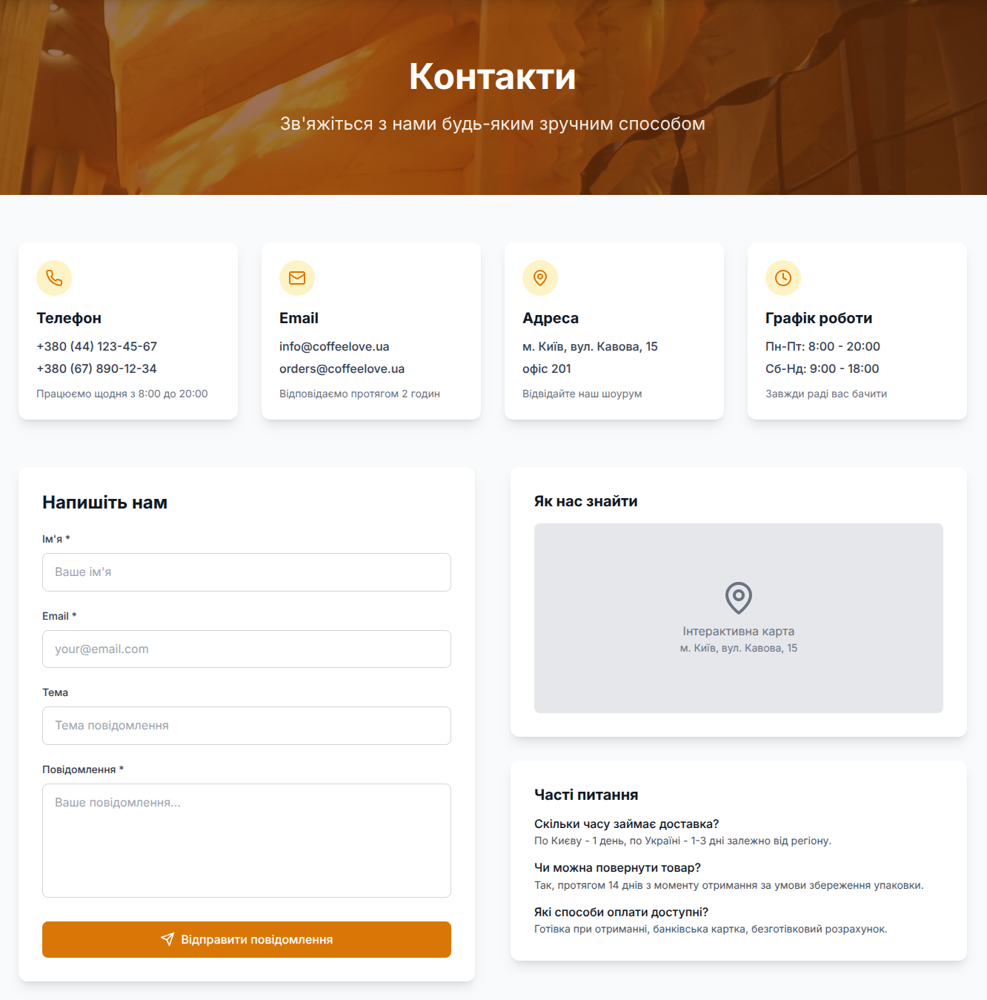 Контакти
Зв'яжіться з нами будь-яким зручним способом
Телефон
+380 (44) 123-45-67
+380 (67) 890-12-34
Працюємо щодня з 8:00 до 20:00
Email
info@coffeelove.ua
orders@coffeelove.ua
Відповідаємо протягом 2 годин
Адреса
м. Київ, вул. Кавова, 15
офіс 201
Відвідайте наш шоурум
Графік роботи
Пн-Пт: 8:00 - 20:00
Сб-Нд: 9:00 - 18:00
Завжди раді вас бачити
Напишіть нам
Ім'я *
Ваше ім'я
Email *
your@email.com
Тема
Тема повідомлення
Повідомлення *
Ваше повідомлення...
Відправити повідомлення
Як нас знайти
Інтерактивна карта
м. Київ, вул. Кавова, 15
Часті питання
Скільки часу займає доставка?
По Києву - 1 день, по Україні - 1-3 дні залежно від регіону.
Чи можна повернути товар?
Так, протягом 14 днів з моменту отримання за умови збереження упаковки.
Які способи оплати доступні?
Готівка при отриманні, банківська картка, безготівковий розрахунок.